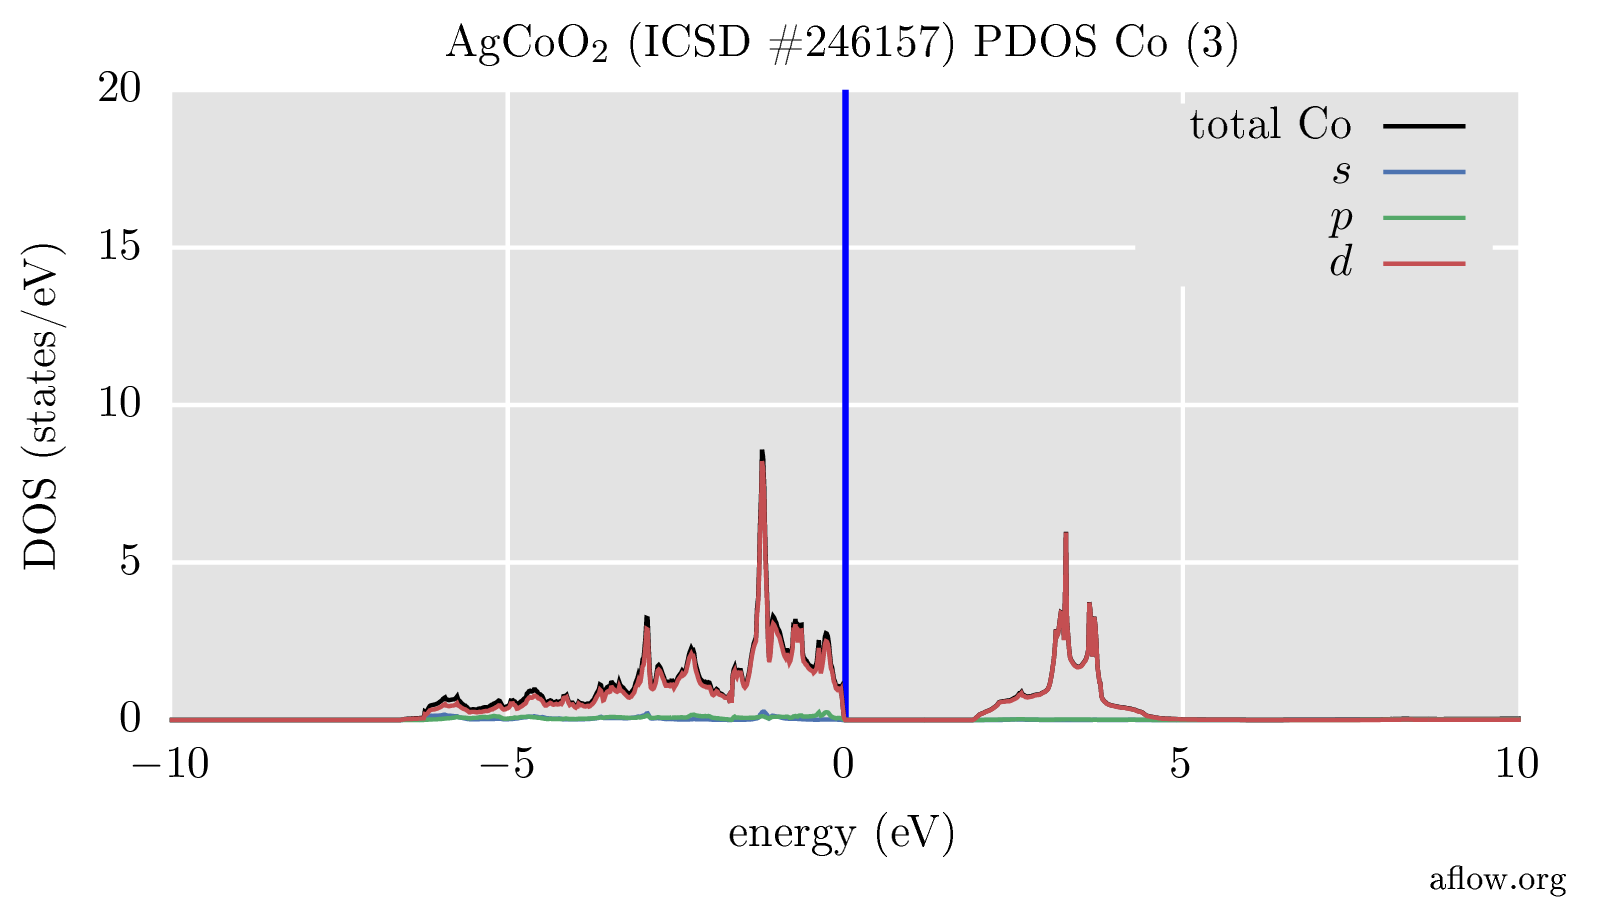 AgCoO₂ (ICSD #246157) PDOS Co (3)
20
15
10
5
0
DOS (states/eV)
total Co
s
p
d
−10 −5 0 5 10
energy (eV)
aflow.org